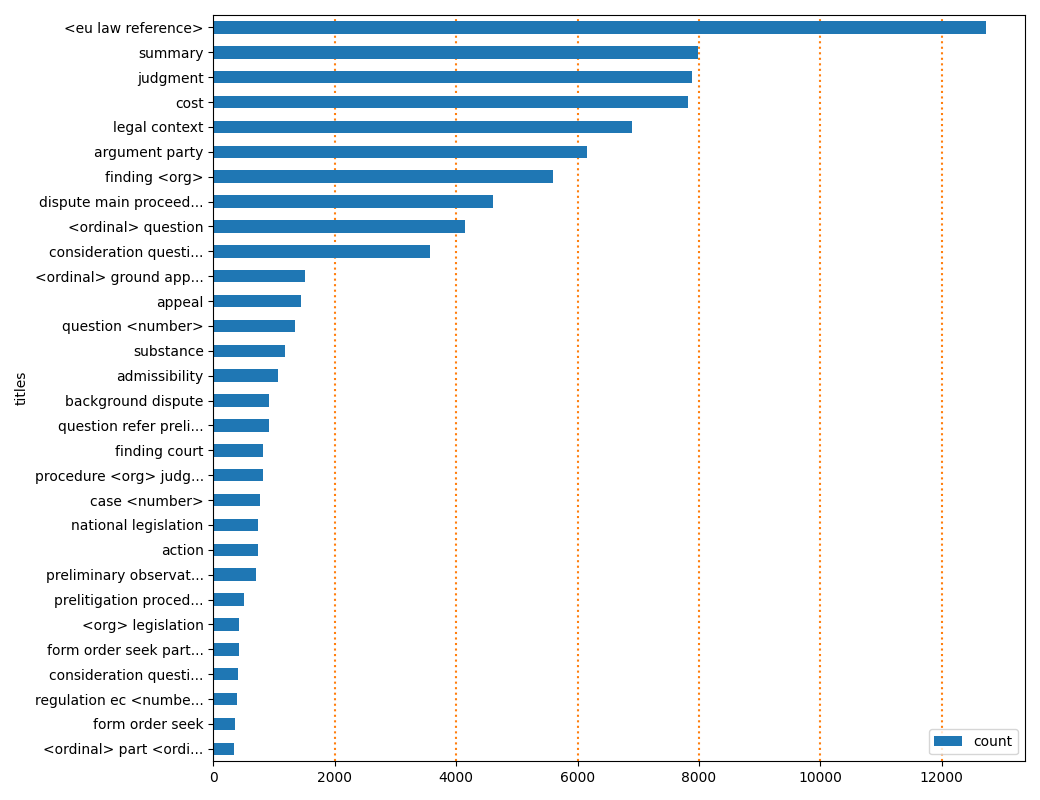 <eu law reference>
summary
judgment
cost
legal context
argument party
finding <org>
dispute main proceed...
<ordinal> question
consideration questi...
<ordinal> ground app...
appeal
question <number>
substance
admissibility
background dispute
question refer preli...
finding court
procedure <org> judg...
case <number>
national legislation
action
preliminary observat...
prelitigation proced...
<org> legislation
form order seek part...
consideration questi...
regulation ec <numbe...
form order seek
<ordinal> part <ordi...
titles
count
0 2000 4000 6000 8000 10000 12000